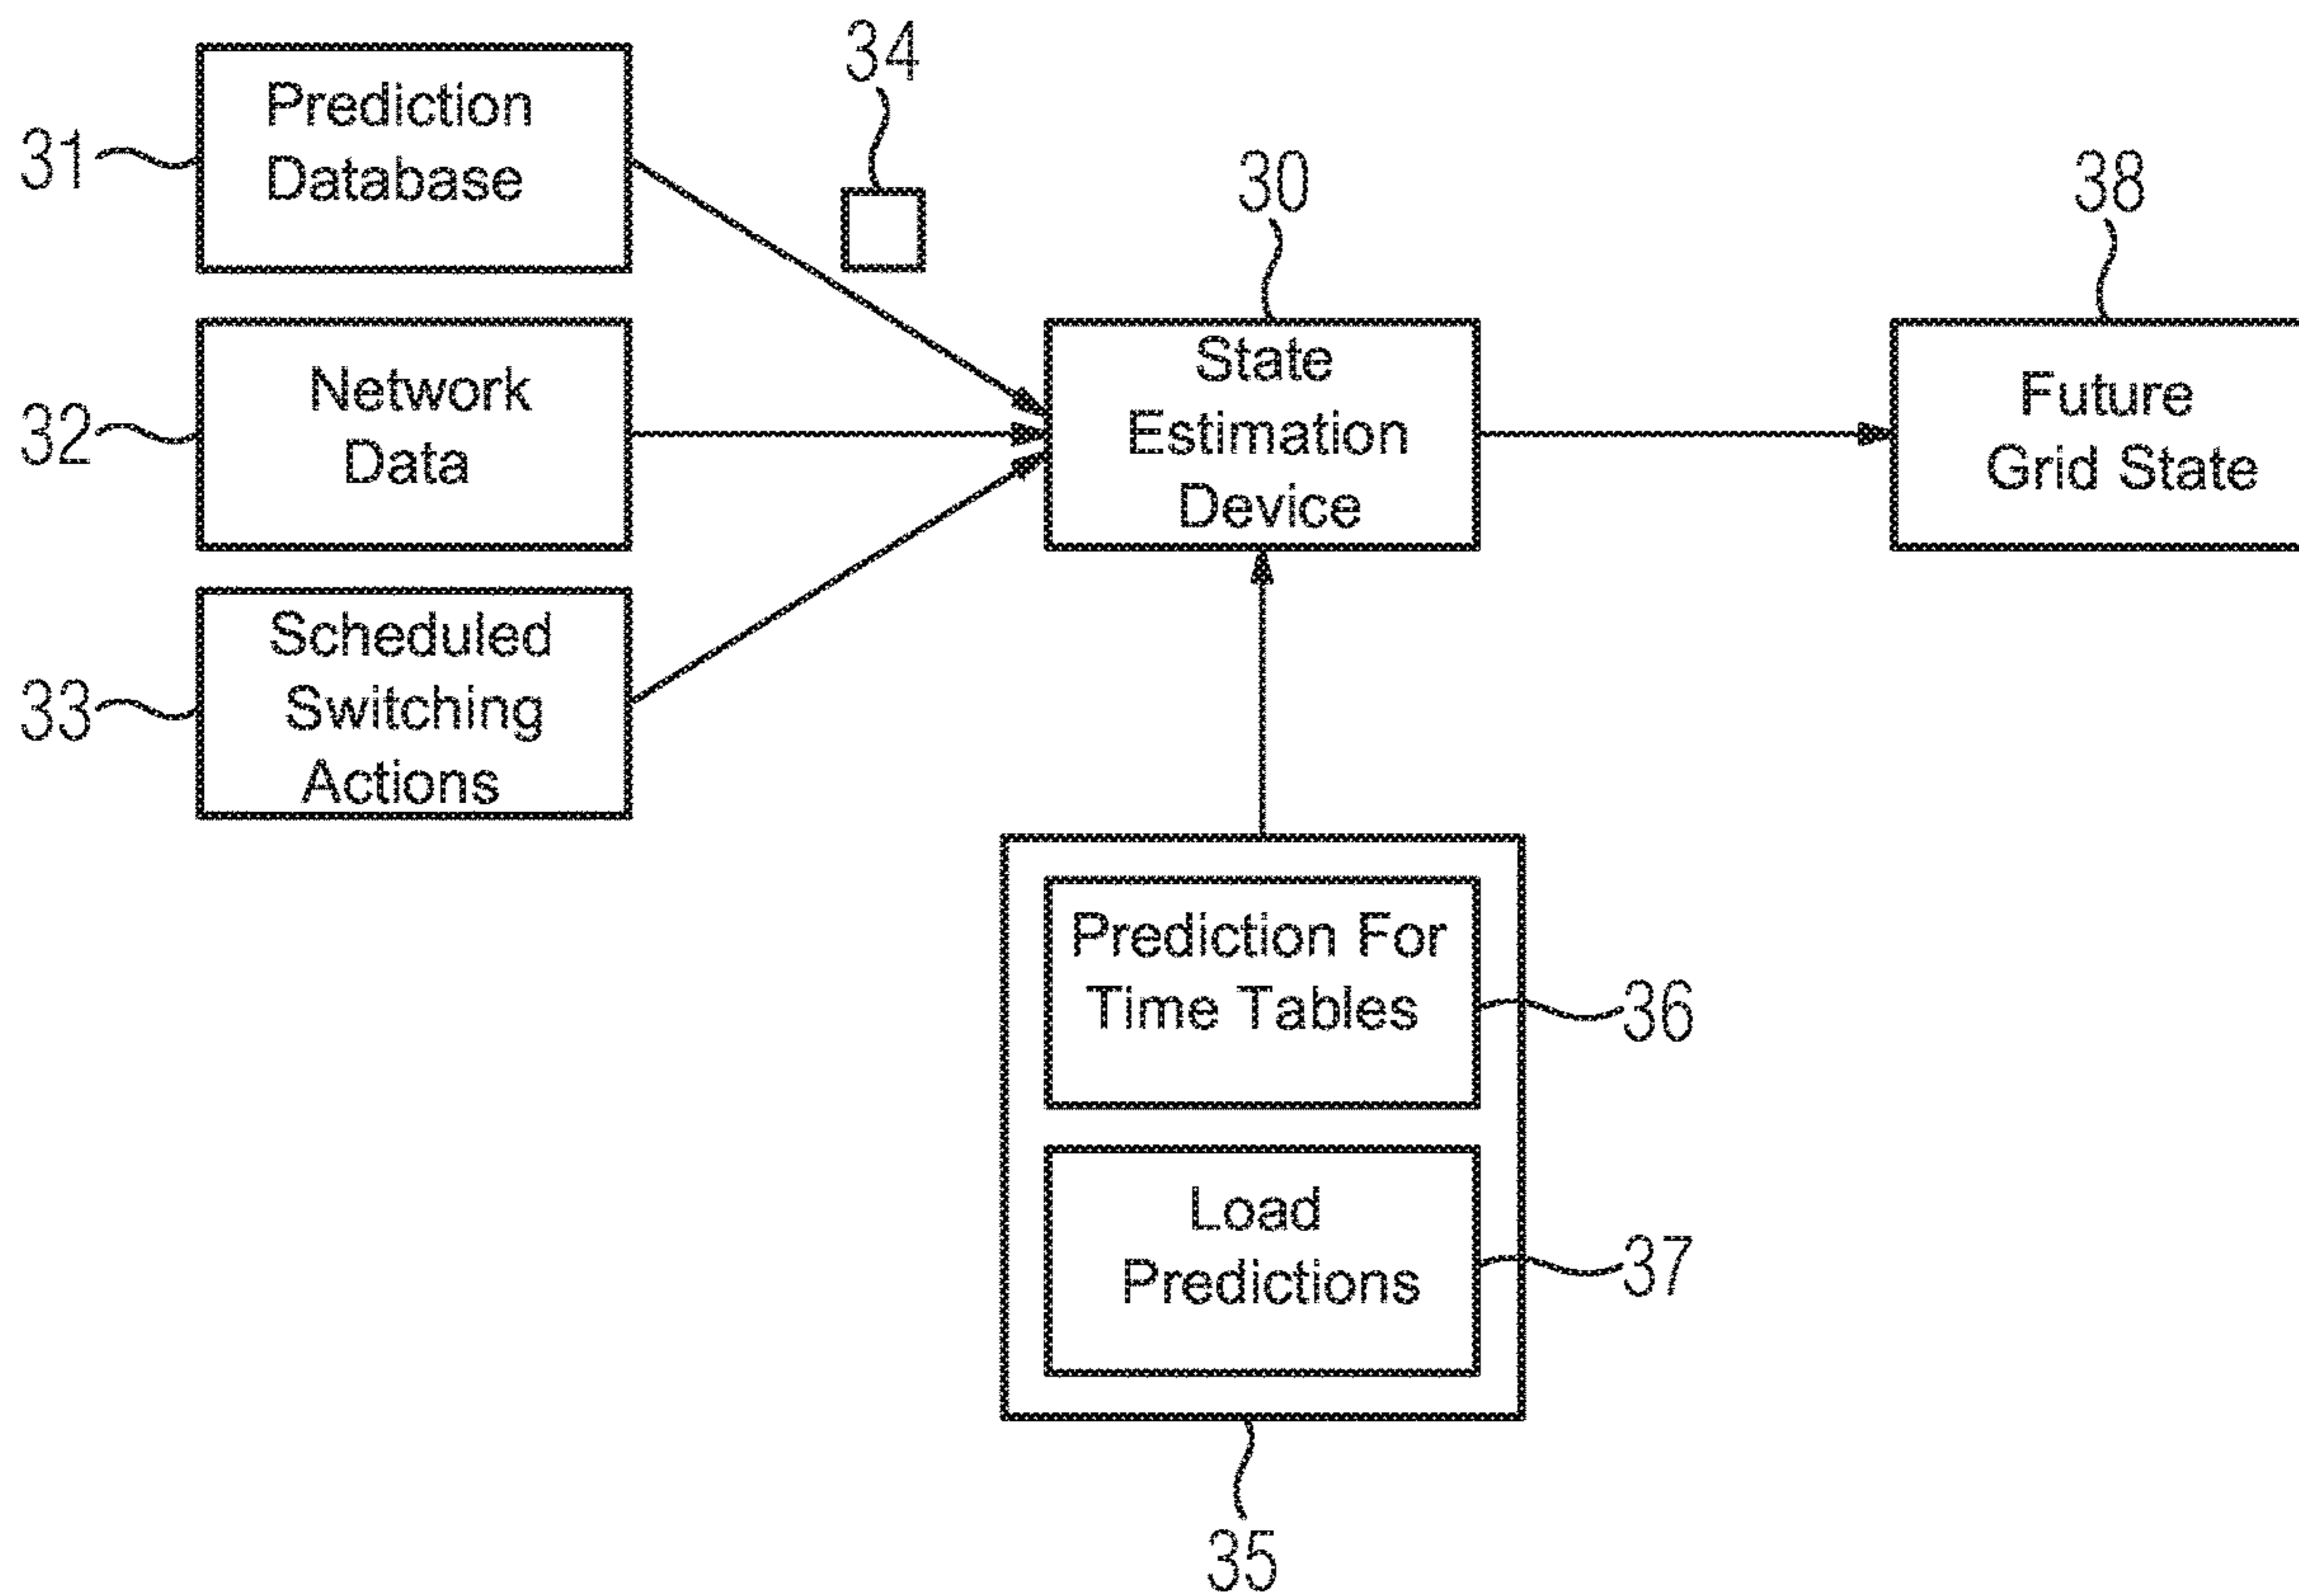 34
31
Prediction
Database
30
38
32
Network
Data
State
Estimation
Device
Future
Grid State
33
Scheduled
Switching
Actions
Prediction For
Time Tables
36
Load
Predictions
37
35